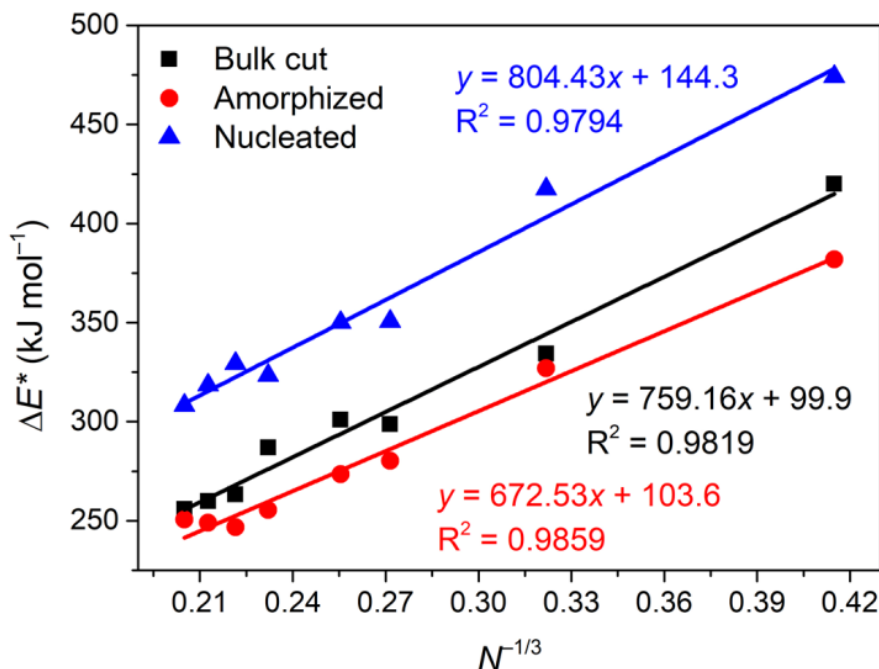 500
450
400
350
300
250
ΔE* (kJ mol⁻¹)
Bulk cut
Amorphized
Nucleated
y = 804.43x + 144.3
R² = 0.9794
y = 759.16x + 99.9
R² = 0.9819
y = 672.53x + 103.6
R² = 0.9859
0.21 0.24 0.27 0.30 0.33 0.36 0.39 0.42
N⁻¹/³